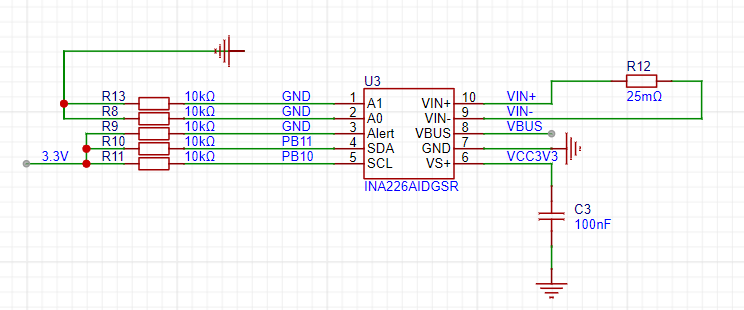 U3
R13 10kΩ GND 1 A1 VIN+ 10 VIN+
R8 10kΩ GND 2 A0 VIN- 9 VIN-
R9 10kΩ GND 3 Alert VBUS 8 VBUS
R10 10kΩ PB11 4 SDA GND 7
3.3V R11 10kΩ PB10 5 SCL VS+ 6 VCC3V3
INA226AIDGSR
R12
25mΩ
C3
100nF